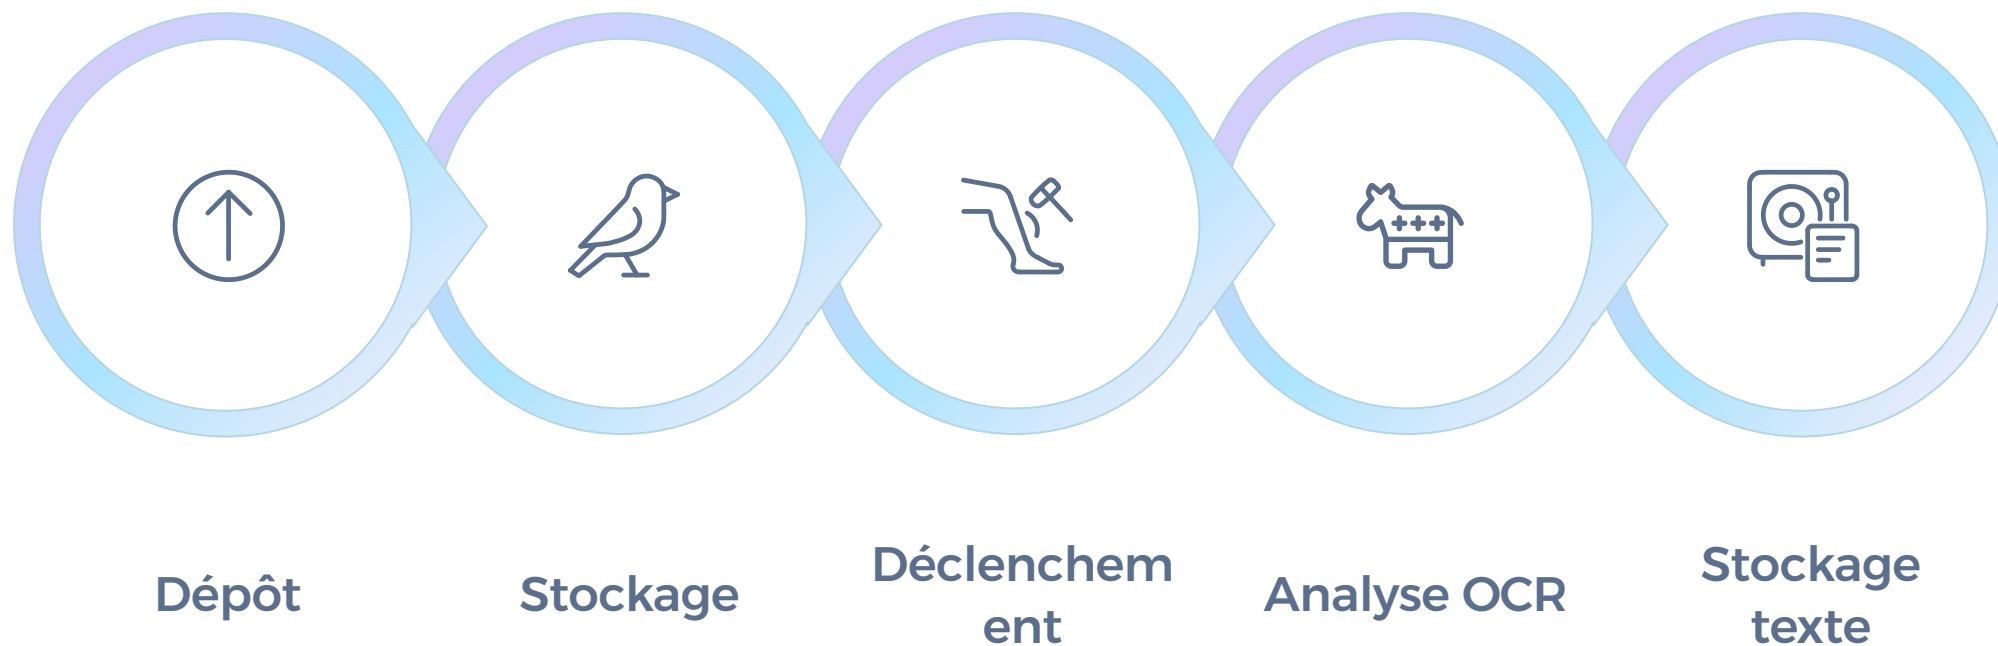 Dépôt
Stockage
Déclenchem
ent
Analyse OCR
Stockage
texte